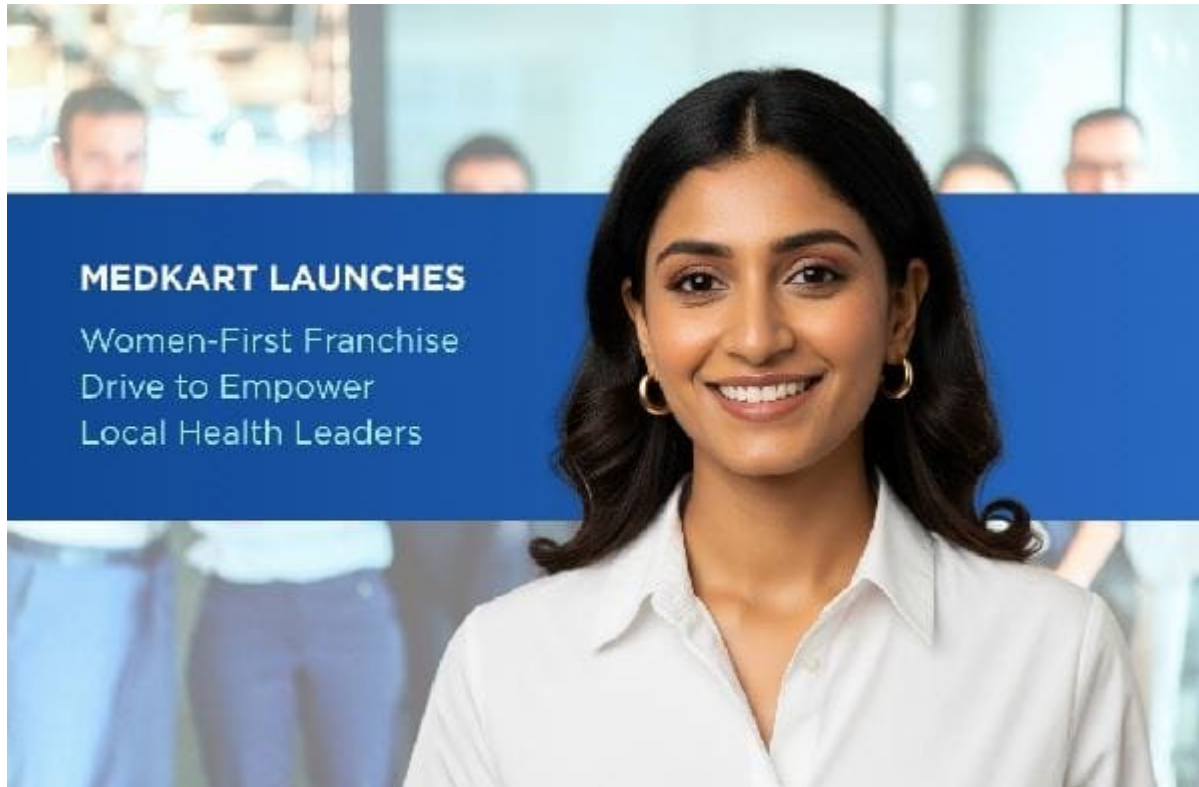 MEDKART LAUNCHES
Women-First Franchise
Drive to Empower
Local Health Leaders